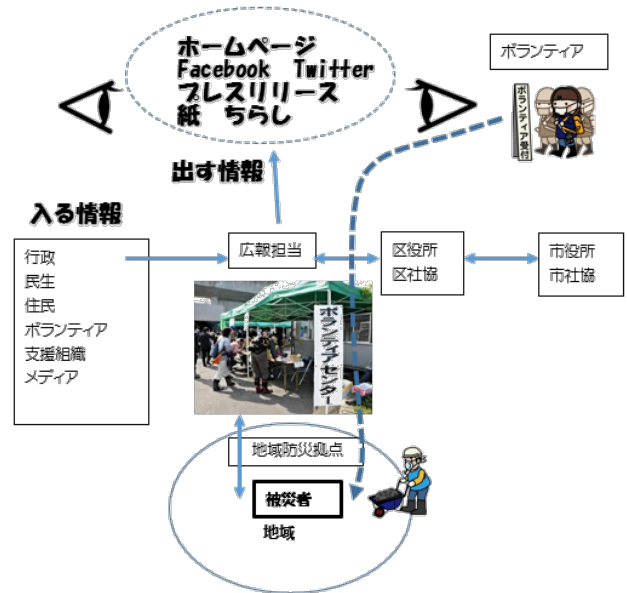 ホームページ
Facebook Twitter
プレスリリース
紙 ちらし
ボランティア
ボランティア受付
出す情報
入る情報
行政
民生
住民
ボランティア
支援組織
メディア
広報担当
区役所
区社協
市役所
市社協
ボランティアセンター
地域防災拠点
被災者
地域